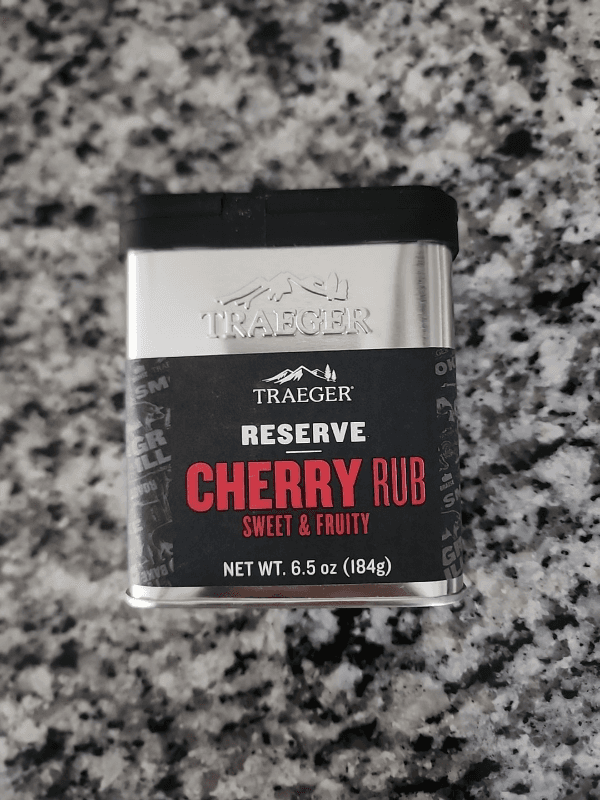 TRAEGER
TRAEGER®
RESERVE
CHERRY RUB
SWEET & FRUITY
NET WT. 6.5 oz (184g)